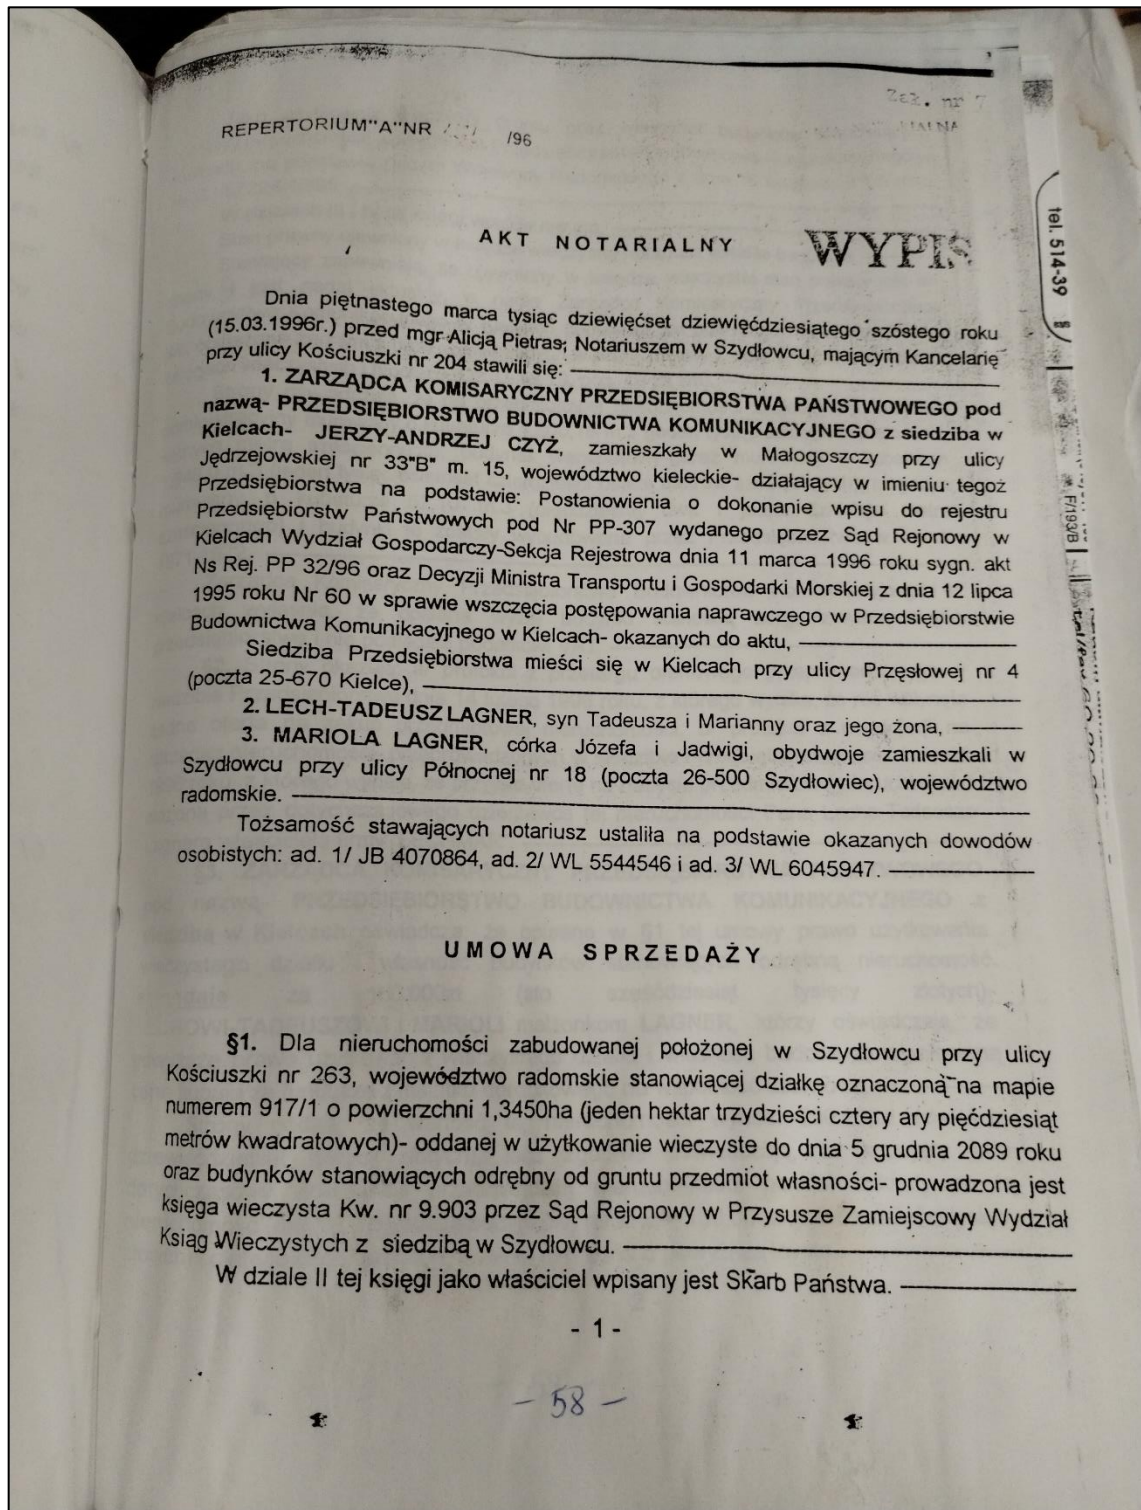 Zał. nr 7
REPERTORIUM"A"NR /96
AKT NOTARIALNY WYPIS
Dnia piętnastego marca tysiąc dziewięćset dziewięćdziesiątego szóstego roku
(15.03.1996r.) przed mgr Alicją Pietras, Notariuszem w Szydłowcu, mającym Kancelarię
przy ulicy Kościuszki nr 204 stawili się:
1. ZARZĄDCA KOMISARYCZNY PRZEDSIĘBIORSTWA PAŃSTWOWEGO pod
nazwą- PRZEDSIĘBIORSTWO BUDOWNICTWA KOMUNIKACYJNEGO z siedziba w
Kielcach- JERZY-ANDRZEJ CZYŻ, zamieszkały w Małogoszczy przy ulicy
Jędrzejowskiej nr 33"B" m. 15, województwo kieleckie- działający w imieniu tegoż
Przedsiębiorstwa na podstawie: Postanowienia o dokonanie wpisu do rejestru
Przedsiębiorstw Państwowych pod Nr PP-307 wydanego przez Sąd Rejonowy w
Kielcach Wydział Gospodarczy-Sekcja Rejestrowa dnia 11 marca 1996 roku sygn. akt
Ns Rej. PP 32/96 oraz Decyzji Ministra Transportu i Gospodarki Morskiej z dnia 12 lipca
1995 roku Nr 60 w sprawie wszczęcia postępowania naprawczego w Przedsiębiorstwie
Budownictwa Komunikacyjnego w Kielcach- okazanych do aktu,
Siedziba Przedsiębiorstwa mieści się w Kielcach przy ulicy Przęsłowej nr 4
(poczta 25-670 Kielce),
2. LECH-TADEUSZ LAGNER, syn Tadeusza i Marianny oraz jego żona,
3. MARIOLA LAGNER, córka Józefa i Jadwigi, obydwoje zamieszkali w
Szydłowcu przy ulicy Północnej nr 18 (poczta 26-500 Szydłowiec), województwo
radomskie.
Tożsamość stawających notariusz ustaliła na podstawie okazanych dowodów
osobistych: ad. 1/ JB 4070864, ad. 2/ WL 5544546 i ad. 3/ WL 6045947.
UMOWA SPRZEDAŻY
§1. Dla nieruchomości zabudowanej położonej w Szydłowcu przy ulicy
Kościuszki nr 263, województwo radomskie stanowiącej działkę oznaczoną na mapie
numerem 917/1 o powierzchni 1,3450ha (jeden hektar trzydzieści cztery ary pięćdziesiąt
metrów kwadratowych)- oddanej w użytkowanie wieczyste do dnia 5 grudnia 2089 roku
oraz budynków stanowiących odrębny od gruntu przedmiot własności- prowadzona jest
księga wieczysta Kw. nr 9.903 przez Sąd Rejonowy w Przysusze Zamiejscowy Wydział
Ksiąg Wieczystych z siedzibą w Szydłowcu.
W dziale II tej księgi jako właściciel wpisany jest Skarb Państwa.
- 1 -
- 58 -
tel. 514-39
F/193/B